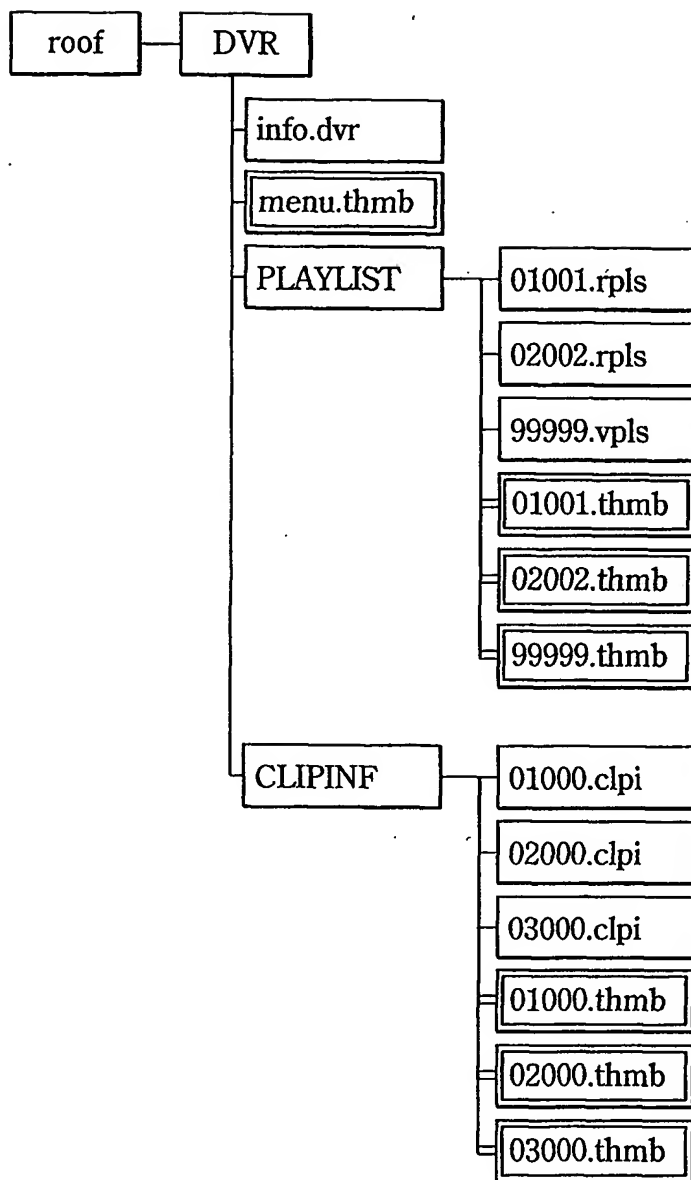 roof DVR
info.dvr
menu.thmb
PLAYLIST 01001.rpls
02002.rpls
99999.vpls
01001.thmb
02002.thmb
99999.thmb
CLIPINF 01000.clpi
02000.clpi
03000.clpi
01000.thmb
02000.thmb
03000.thmb